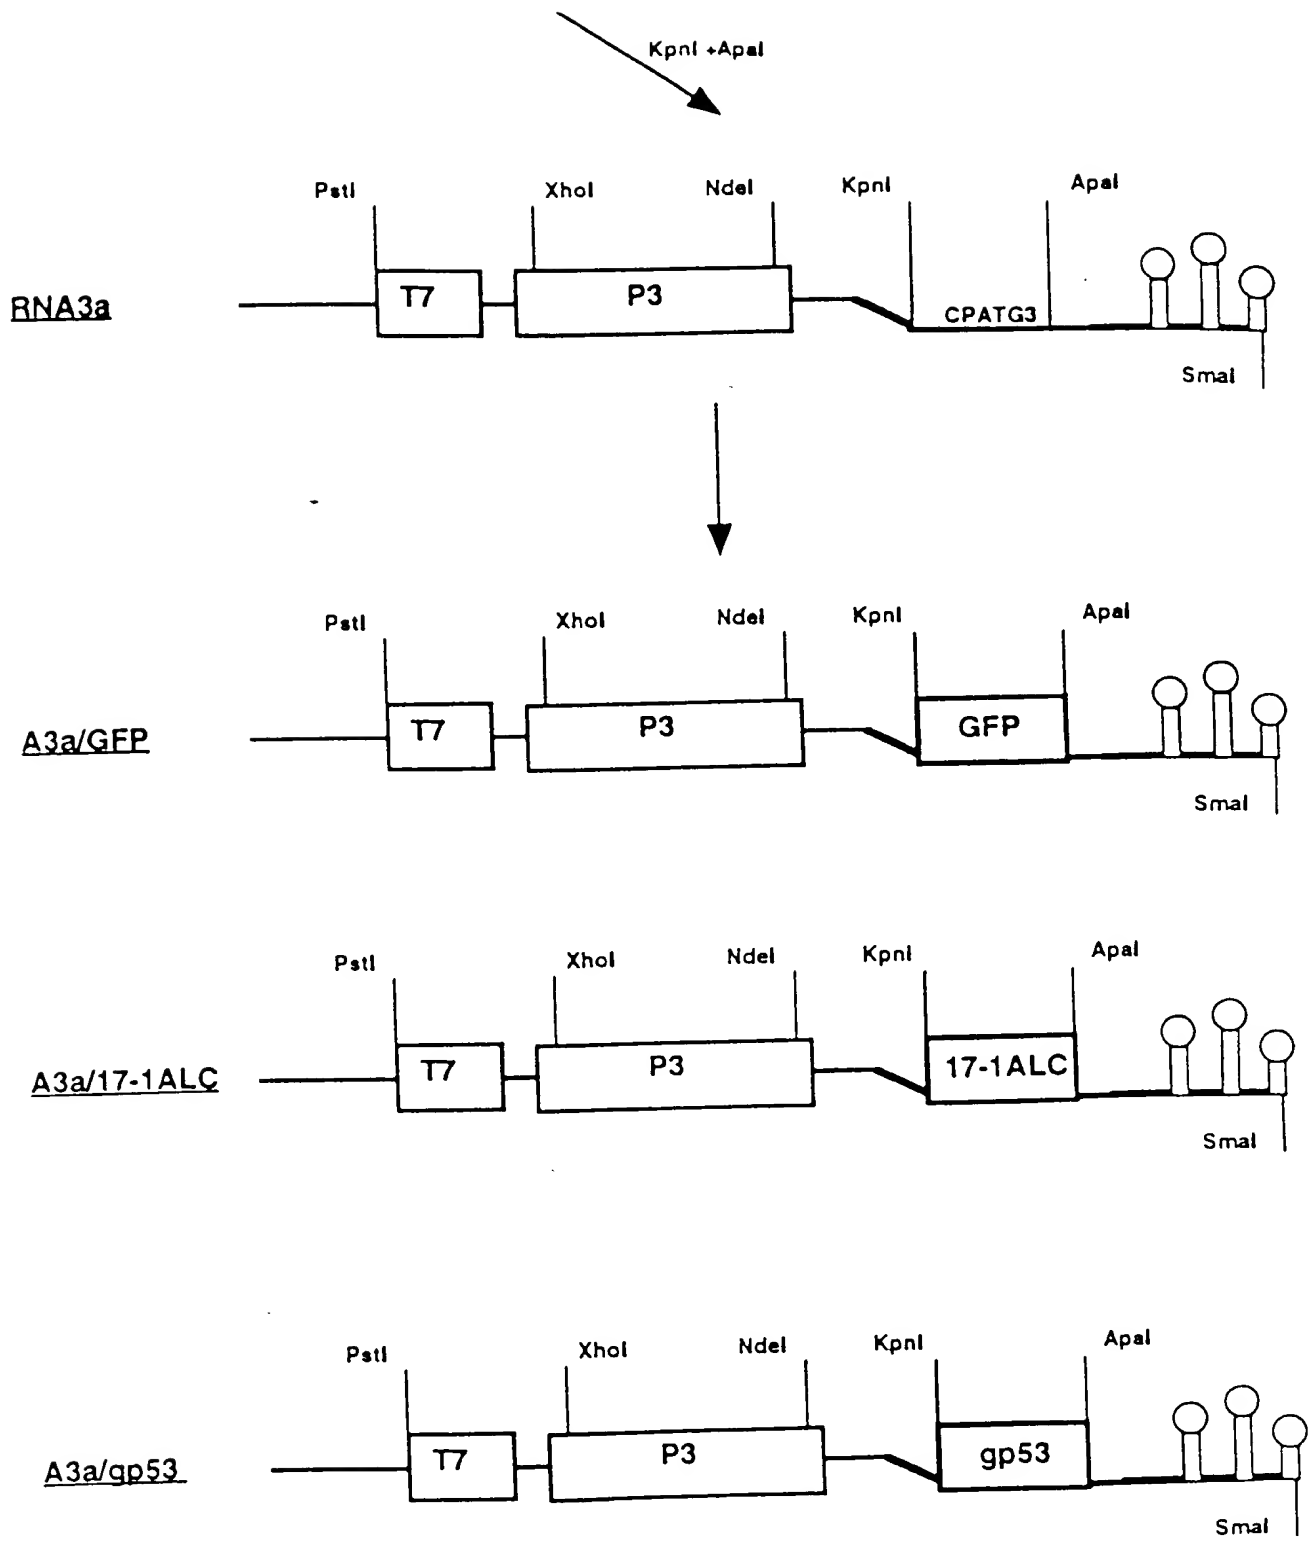 KpnI +ApaI
PstI XhoI NdeI KpnI ApaI
RNA3a T7 P3 CPATG3
SmaI
PstI XhoI NdeI KpnI ApaI
A3a/GFP T7 P3 GFP
SmaI
PstI XhoI NdeI KpnI ApaI
A3a/17-1ALC T7 P3 17-1ALC
SmaI
PstI XhoI NdeI KpnI ApaI
A3a/gp53 T7 P3 gp53
SmaI